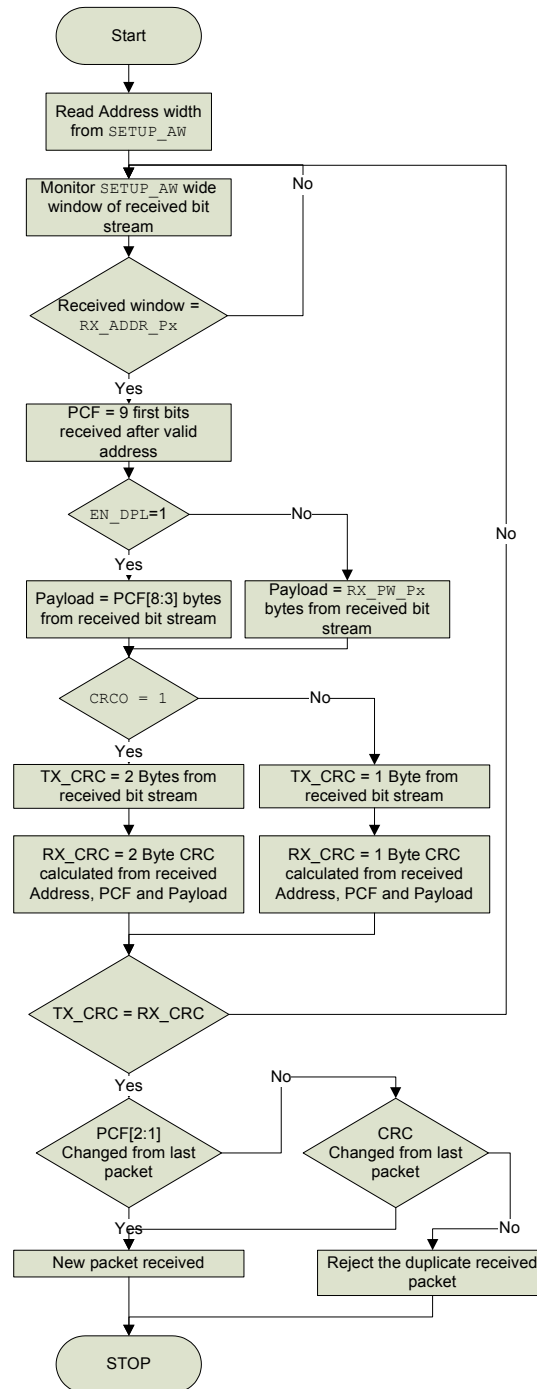 Start
Read Address width
from SETUP_AW
No
Monitor SETUP_AW wide
window of received bit
stream
Received window =
RX_ADDR_Px
Yes
PCF = 9 first bits
received after valid
address
EN_DPL=1
No
No
Yes
Payload = PCF[8:3] bytes
from received bit stream
Payload = RX_PW_Px
bytes from received bit
stream
CRCO = 1
No
Yes
TX_CRC = 2 Bytes from
received bit stream
TX_CRC = 1 Byte from
received bit stream
RX_CRC = 2 Byte CRC
calculated from received
Address, PCF and Payload
RX_CRC = 1 Byte CRC
calculated from received
Address, PCF and Payload
TX_CRC = RX_CRC
Yes
No
PCF[2:1]
Changed from last
packet
CRC
Changed from last
packet
Yes
No
New packet received
Reject the duplicate received
packet
STOP